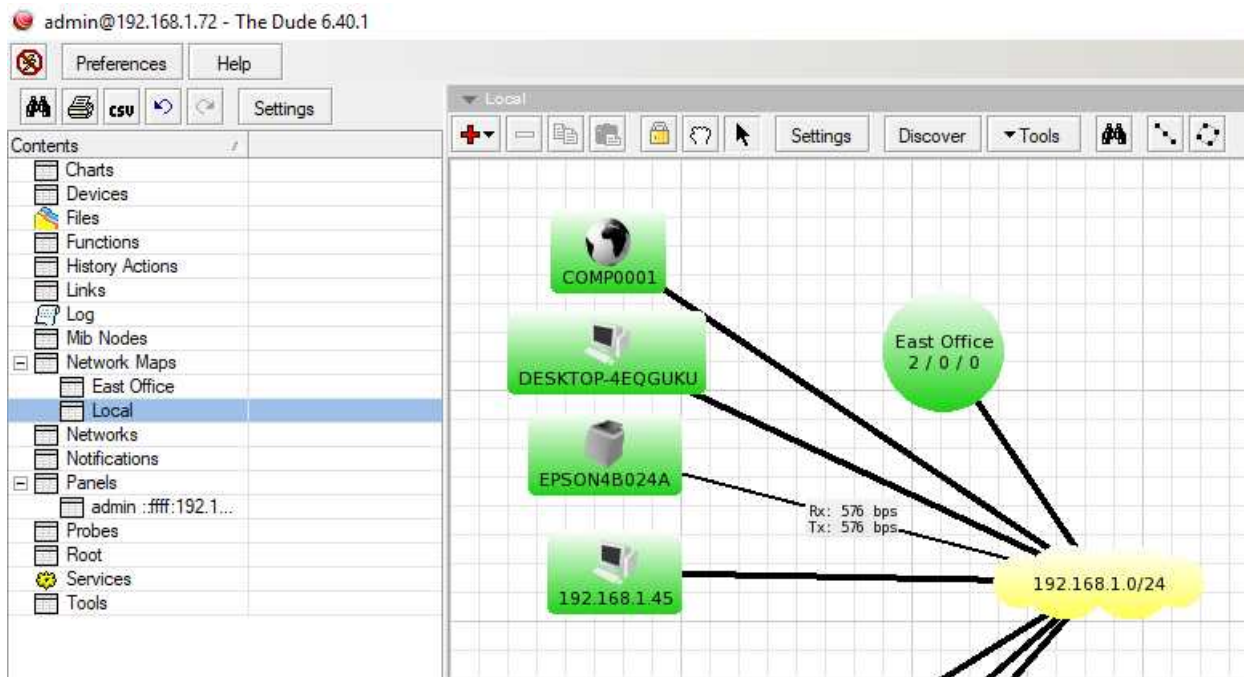 admin@192.168.1.72 - The Dude 6.40.1
Preferences Help
csv Settings
Contents
Charts
Devices
Files
Functions
History Actions
Links
Log
Mib Nodes
Network Maps
East Office
Local
Networks
Notifications
Panels
admin ::ffff:192.1...
Probes
Root
Services
Tools
Local
Settings Discover Tools
COMP0001
DESKTOP-4EQGUKU
EPSON4B024A
192.168.1.45
East Office
2 / 0 / 0
Rx: 576 bps
Tx: 576 bps
192.168.1.0/24